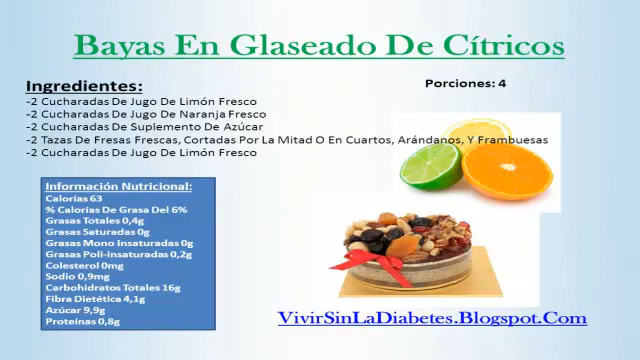 Bayas En Glaseado De Cítricos
Ingredientes:
Porciones: 4
-2 Cucharadas De Jugo De Limón Fresco
-2 Cucharadas De Jugo De Naranja Fresco
-2 Cucharadas De Suplemento De Azúcar
-2 Tazas De Fresas Frescas, Cortadas Por La Mitad O En Cuartos, Arándanos, Y Frambuesas
-2 Cucharadas De Jugo De Limón Fresco
Información Nutricional:
Calorías 63
% Calorías De Grasa Del 6%
Grasas Totales 0,4g
Grasas Saturadas 0g
Grasas Mono Insaturadas 0g
Grasas Poli-insaturadas 0,2g
Colesterol 0mg
Sodio 0,9mg
Carbohidratos Totales 16g
Fibra Dietética 4,1g
Azúcar 9,9g
Proteínas 0,8g
VivirSinLaDiabetes.Blogspot.Com